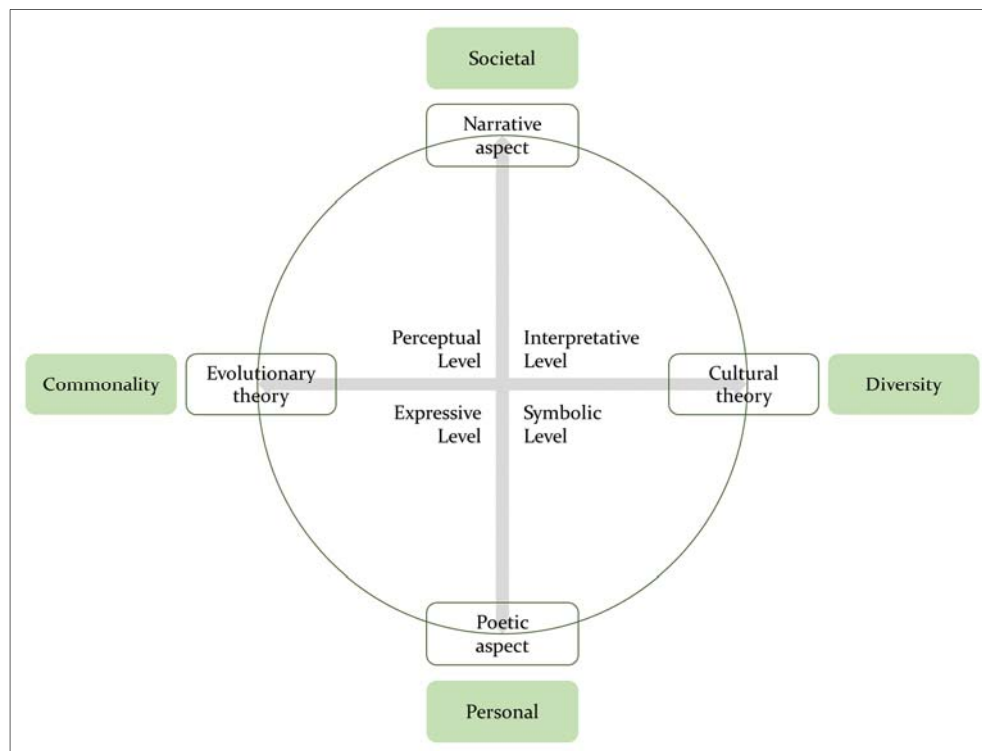 Societal
Narrative
aspect
Perceptual
Level
Interpretative
Level
Commonality
Evolutionary
theory
Cultural
theory
Diversity
Expressive
Level
Symbolic
Level
Poetic
aspect
Personal